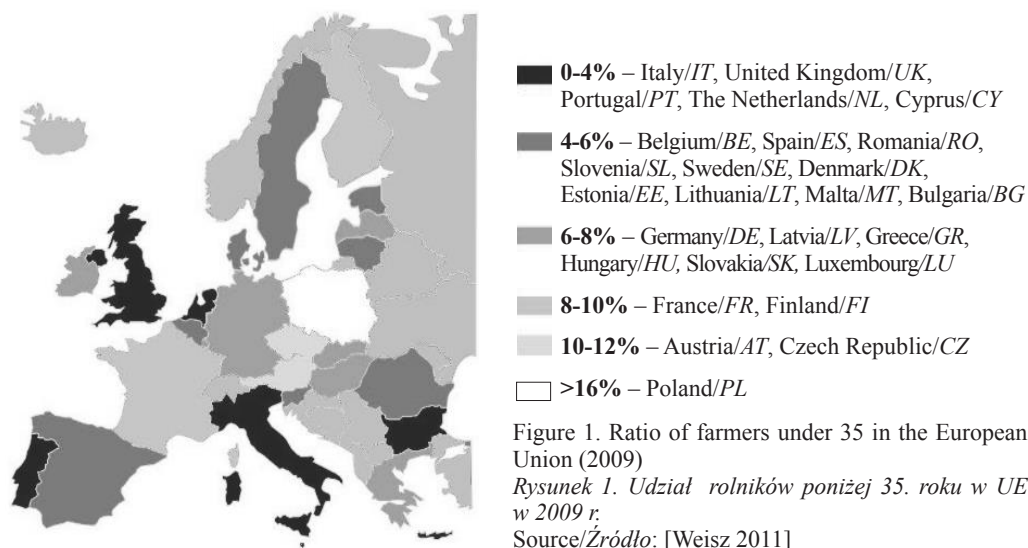 0-4% – Italy/IT, United Kingdom/UK,
Portugal/PT, The Netherlands/NL, Cyprus/CY
4-6% – Belgium/BE, Spain/ES, Romania/RO,
Slovenia/SL, Sweden/SE, Denmark/DK,
Estonia/EE, Lithuania/LT, Malta/MT, Bulgaria/BG
6-8% – Germany/DE, Latvia/LV, Greece/GR,
Hungary/HU, Slovakia/SK, Luxembourg/LU
8-10% – France/FR, Finland/FI
10-12% – Austria/AT, Czech Republic/CZ
>16% – Poland/PL
Figure 1. Ratio of farmers under 35 in the European
Union (2009)
Rysunek 1. Udział rolników poniżej 35. roku w UE
w 2009 r.
Source/Źródło: [Weisz 2011]